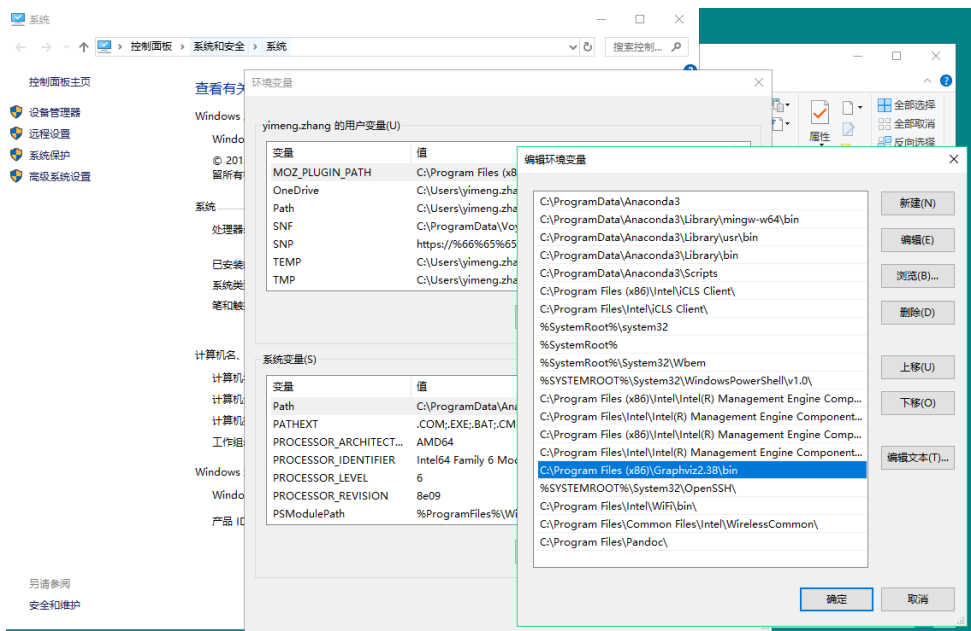 系统
控制面板 › 系统和安全 › 系统
搜索控制...
控制面板主页
设备管理器
远程设置
系统保护
高级系统设置
另请参阅
安全和维护
查看有关
Windows
Windo
© 201
留所有
系统
处理器
已安装
系统类
笔和触
计算机名、
计算机
计算机
计算机
工作组
Windows
Windo
产品 ID
环境变量
yimeng.zhang 的用户变量(U)
变量 值
MOZ_PLUGIN_PATH C:\Program Files (x8
OneDrive C:\Users\yimeng.zha
Path C:\Users\yimeng.zha
SNF C:\ProgramData\Voy
SNP https://%66%65%65
TEMP C:\Users\yimeng.zha
TMP C:\Users\yimeng.zha
系统变量(S)
变量 值
Path C:\ProgramData\Ana
PATHEXT .COM;.EXE;.BAT;.CM
PROCESSOR_ARCHITECT... AMD64
PROCESSOR_IDENTIFIER Intel64 Family 6 Mod
PROCESSOR_LEVEL 6
PROCESSOR_REVISION 8e09
PSModulePath %ProgramFiles%\Wi
属性
全部选择
全部取消
反向选择
编辑环境变量
C:\ProgramData\Anaconda3
C:\ProgramData\Anaconda3\Library\mingw-w64\bin
C:\ProgramData\Anaconda3\Library\usr\bin
C:\ProgramData\Anaconda3\Library\bin
C:\ProgramData\Anaconda3\Scripts
C:\Program Files (x86)\Intel\iCLS Client\
C:\Program Files\Intel\iCLS Client\
%SystemRoot%\system32
%SystemRoot%
%SystemRoot%\System32\Wbem
%SYSTEMROOT%\System32\WindowsPowerShell\v1.0\
C:\Program Files (x86)\Intel\Intel(R) Management Engine Comp...
C:\Program Files\Intel\Intel(R) Management Engine Component...
C:\Program Files (x86)\Intel\Intel(R) Management Engine Comp...
C:\Program Files\Intel\Intel(R) Management Engine Component...
C:\Program Files (x86)\Graphviz2.38\bin
%SYSTEMROOT%\System32\OpenSSH\
C:\Program Files\Intel\WiFi\bin\
C:\Program Files\Common Files\Intel\WirelessCommon\
C:\Program Files\Pandoc\
新建(N)
编辑(E)
浏览(B)...
删除(D)
上移(U)
下移(O)
编辑文本(T)...
确定
取消